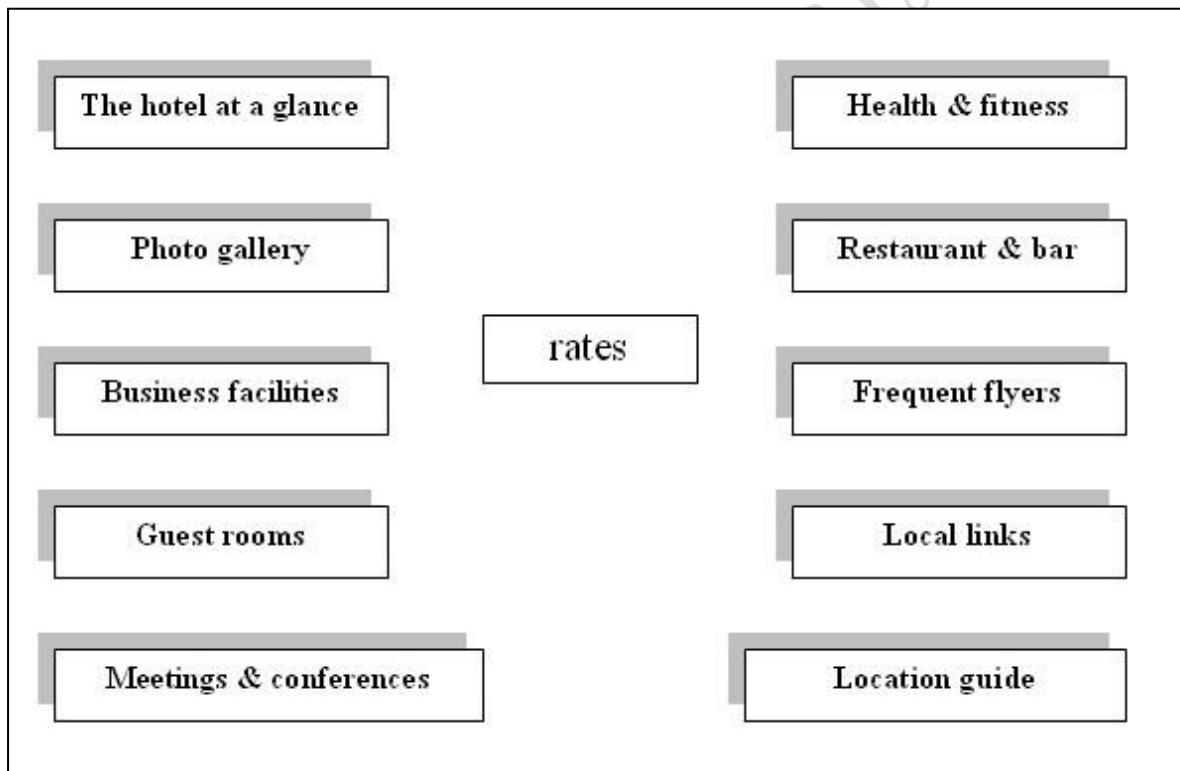 The hotel at a glance
Health & fitness
Photo gallery
Restaurant & bar
rates
Business facilities
Frequent flyers
Guest rooms
Local links
Meetings & conferences
Location guide